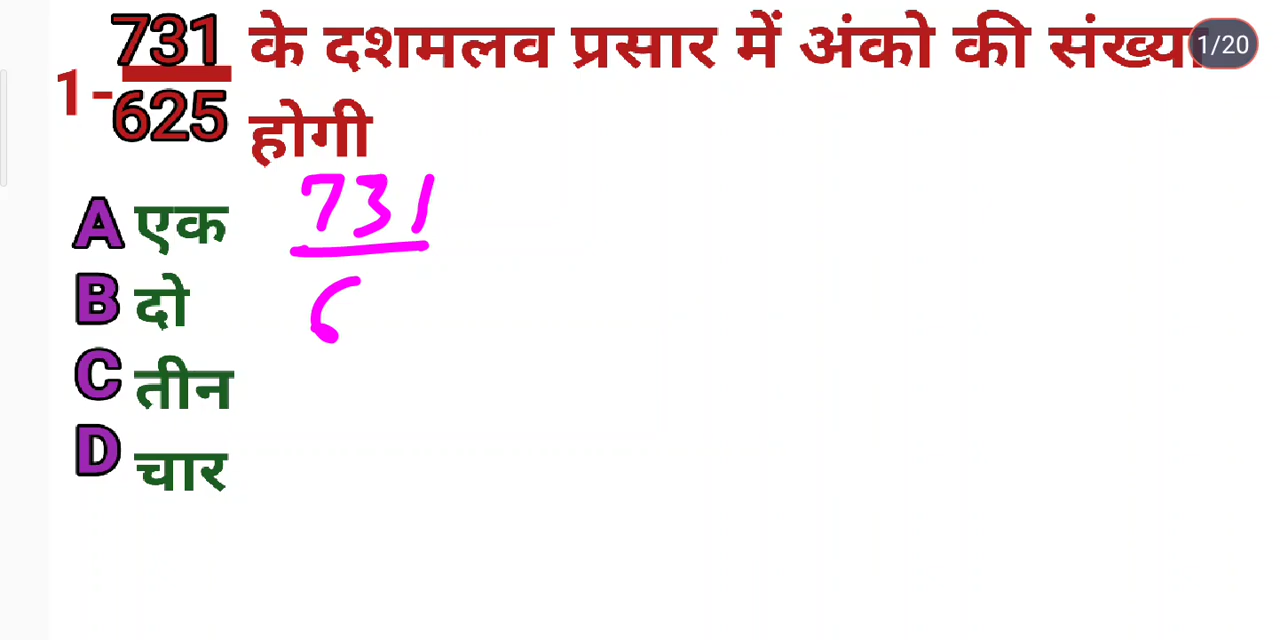 1- 731/625 के दशमलव प्रसार में अंको की संख्या 1/20
होगी
731
6
A एक
B दो
C तीन
D चार